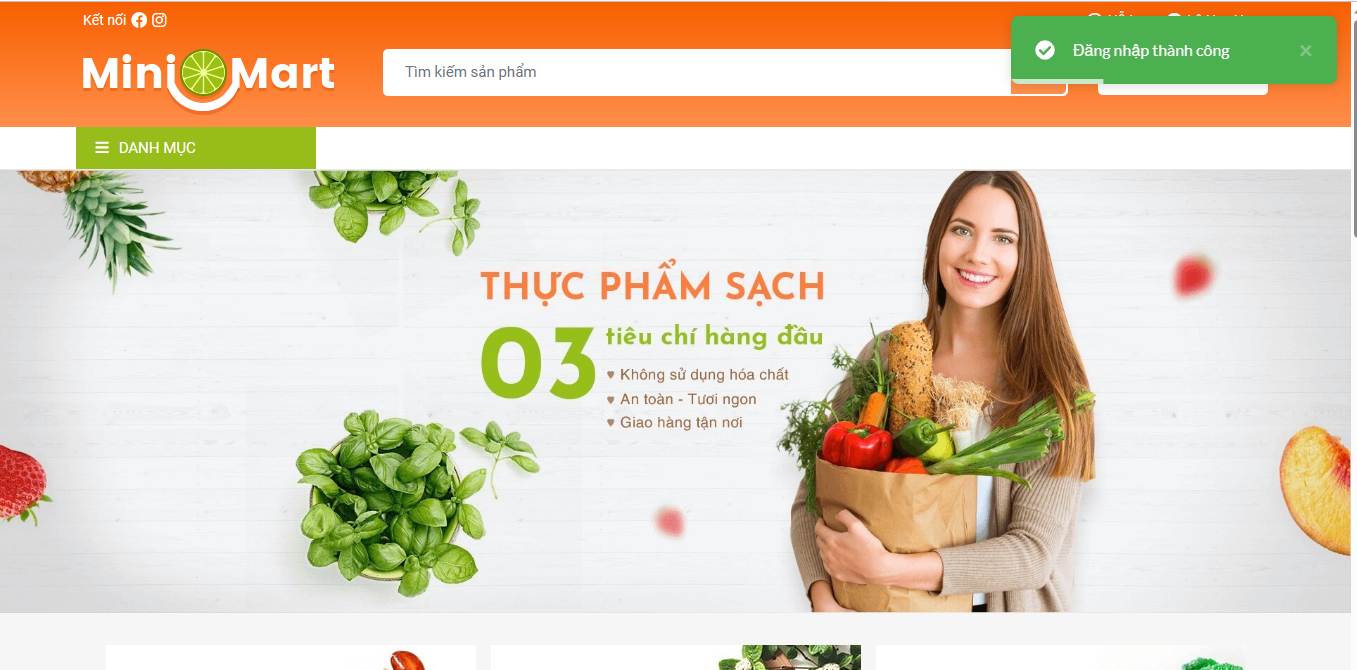 Kết nối
Mini Mart
Tìm kiếm sản phẩm
Đăng nhập thành công
DANH MỤC
THỰC PHẨM SẠCH
03 tiêu chí hàng đầu
Không sử dụng hóa chất
An toàn - Tươi ngon
Giao hàng tận nơi